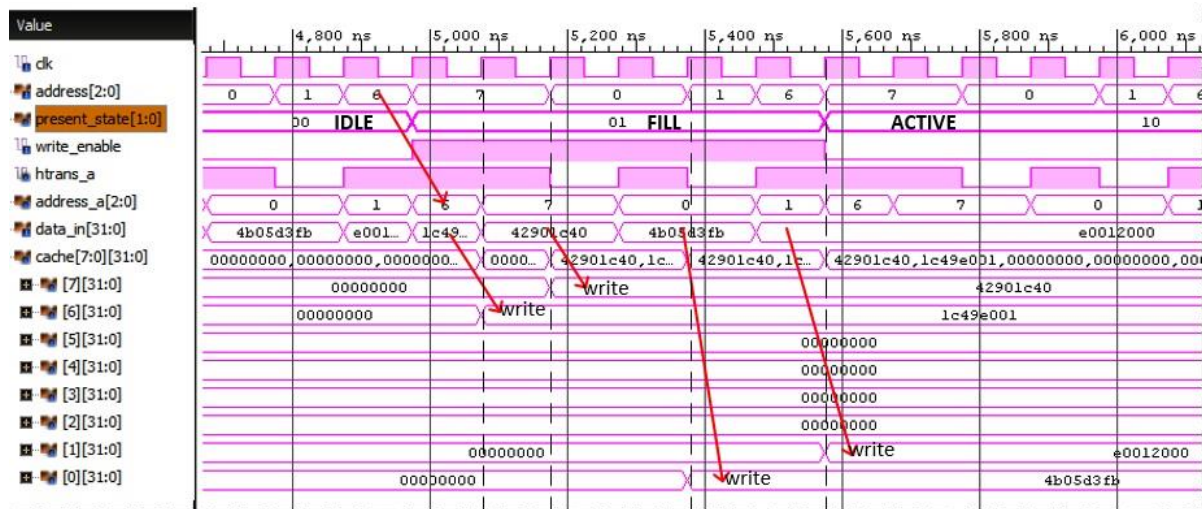 Value
4,800 ns 5,000 ns 5,200 ns 5,400 ns 5,600 ns 5,800 ns 6,000 ns
clk
address[2:0] 0 1 6 7 0 1 6 7 0 1 6
present_state[1:0] 00 IDLE 01 FILL ACTIVE 10
write_enable
htrans_a
address_a[2:0] 0 1 6 7 0 1 6 7 0 1
data_in[31:0] 4b05d3fb e001... 1c49... 42901c40 4b05d3fb e0012000
cache[7:0][31:0] 00000000,00000000,0000000... 0000... 42901c40,1c... 42901c40,1c... 42901c40,1c49e001,00000000,00000000,00
[7][31:0] 00000000 write 42901c40
[6][31:0] 00000000 write 1c49e001
[5][31:0] 00000000
[4][31:0] 00000000
[3][31:0] 00000000
[2][31:0] 00000000
[1][31:0] 00000000 write e0012000
[0][31:0] 00000000 write 4b05d3fb